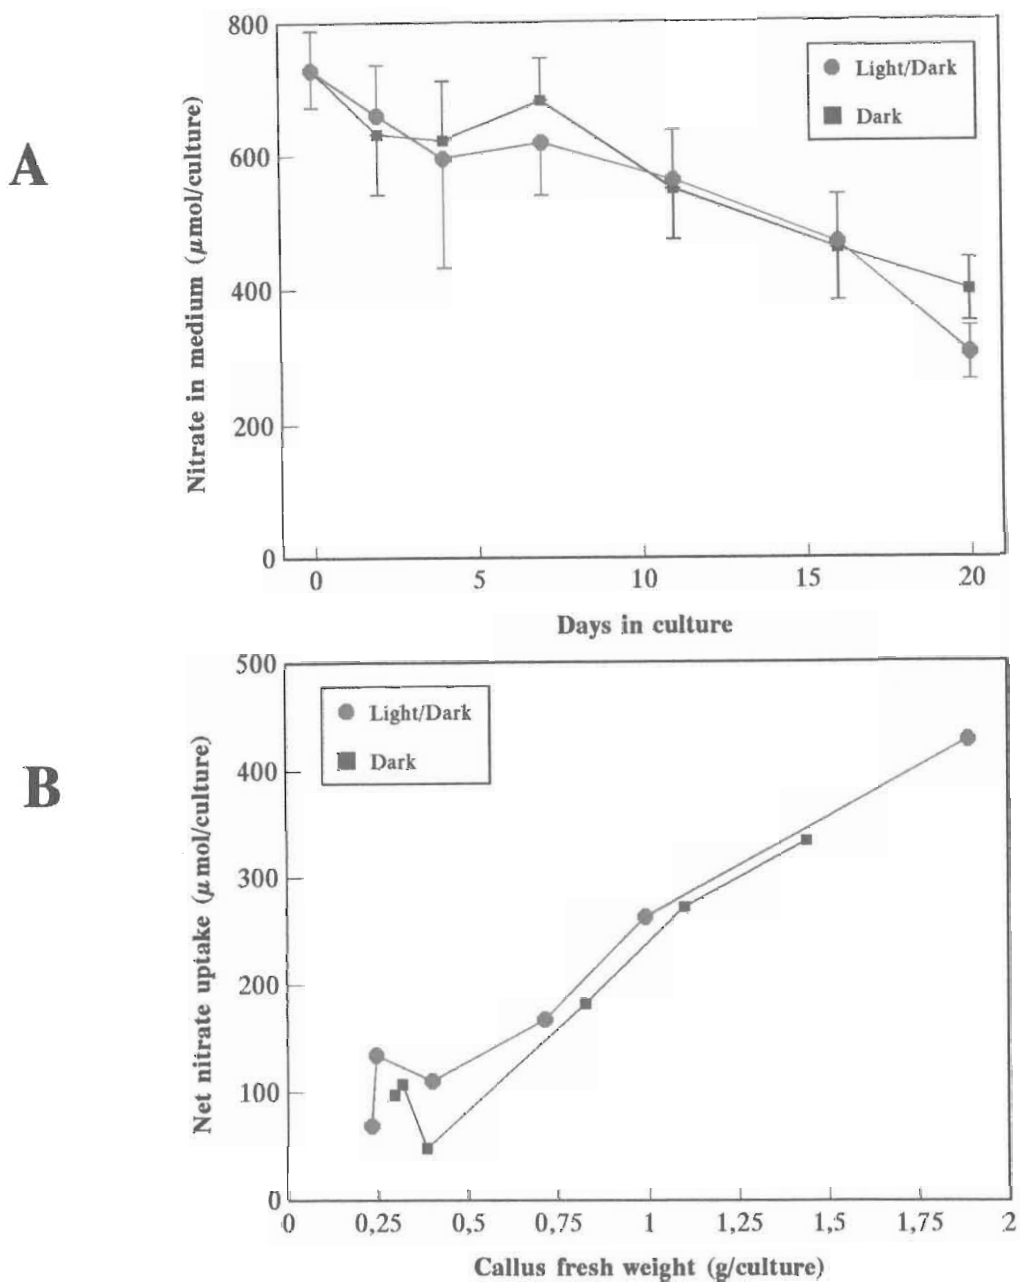 A
Nitrate in medium (μmol/culture)
800
600
400
200
0
Light/Dark
Dark
0 5 10 15 20
Days in culture
B
Net nitrate uptake (μmol/culture)
500
400
300
200
100
0
Light/Dark
Dark
0 0,25 0,5 0,75 1 1,25 1,5 1,75 2
Callus fresh weight (g/culture)